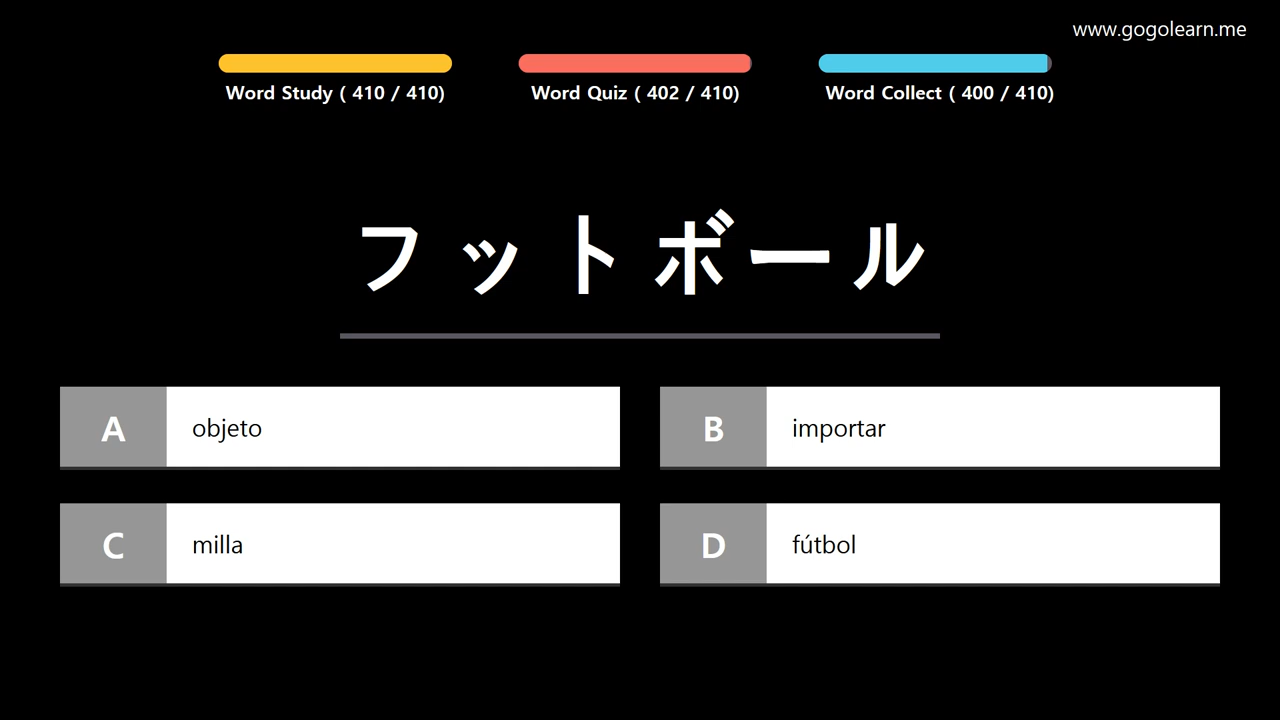 www.gogolearn.me
Word Study ( 410 / 410)
Word Quiz ( 402 / 410)
Word Collect ( 400 / 410)
フットボール
A objeto
B importar
C milla
D fútbol